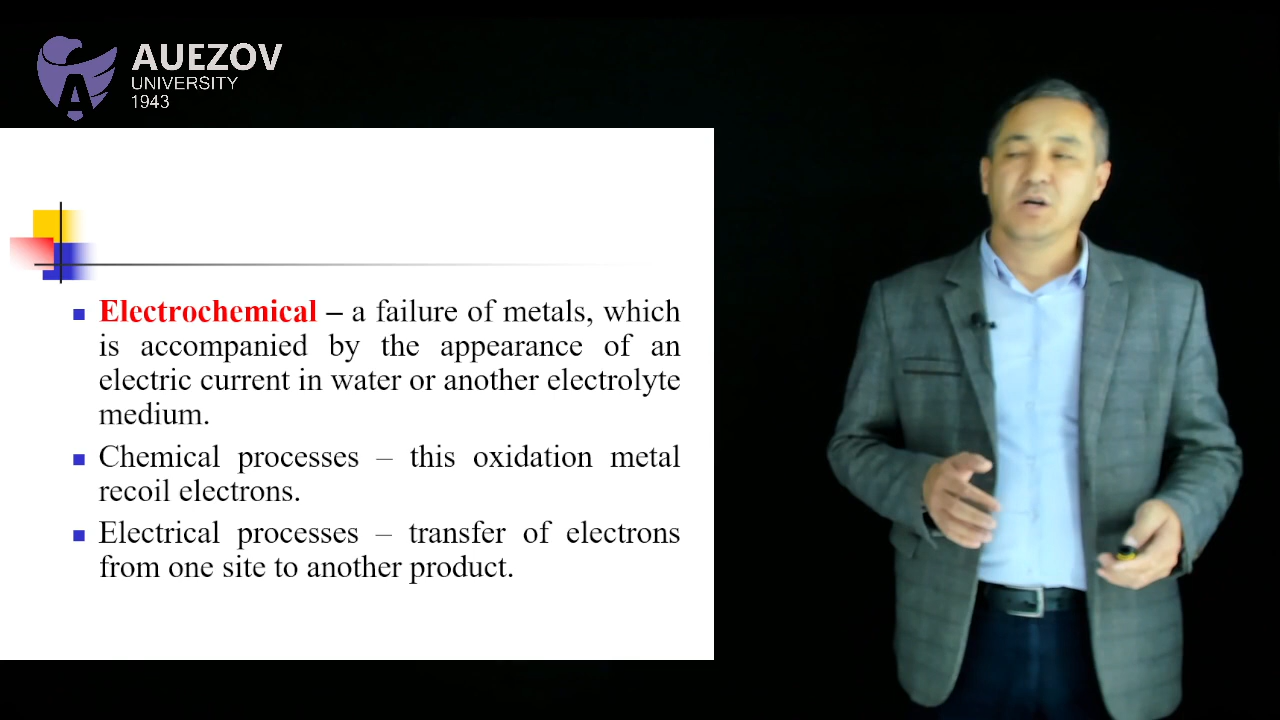 AUEZOV
UNIVERSITY
1943
Electrochemical – a failure of metals, which
is accompanied by the appearance of an
electric current in water or another electrolyte
medium.
Chemical processes – this oxidation metal
recoil electrons.
Electrical processes – transfer of electrons
from one site to another product.